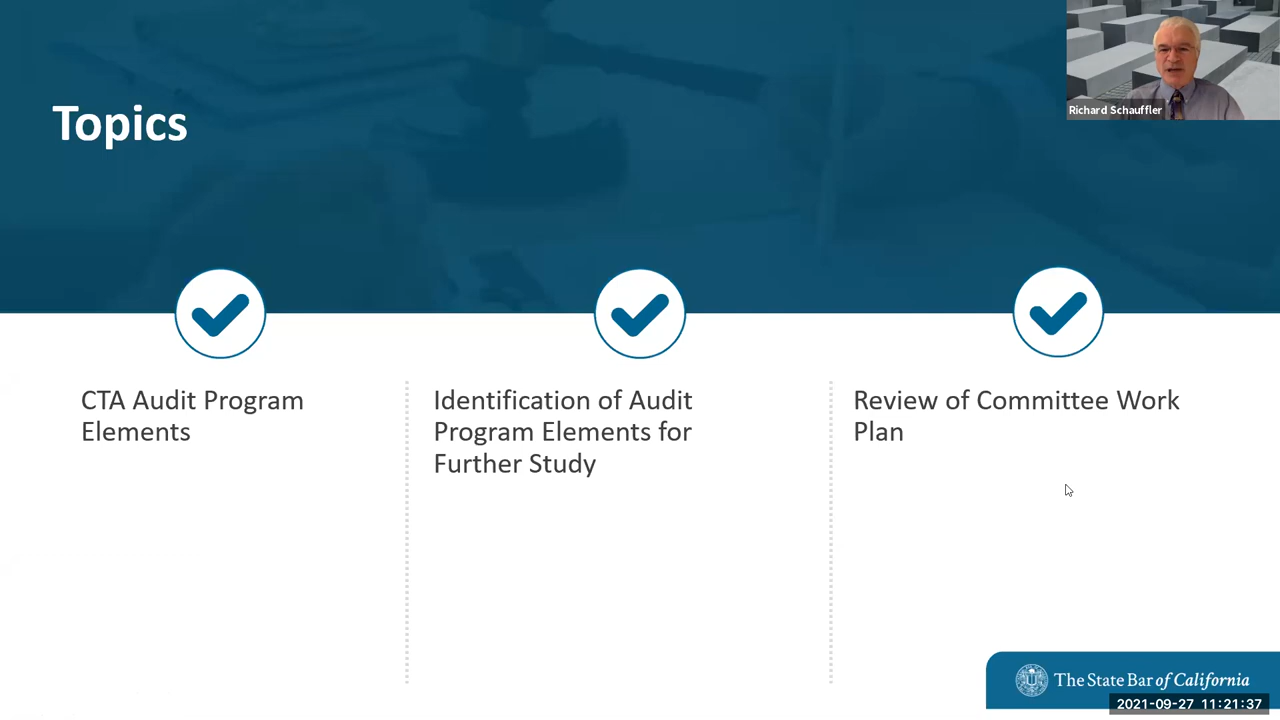 Topics
Richard Schauffler
CTA Audit Program
Elements
Identification of Audit
Program Elements for
Further Study
Review of Committee Work
Plan
The State Bar of California
2021-09-27 11:21:37